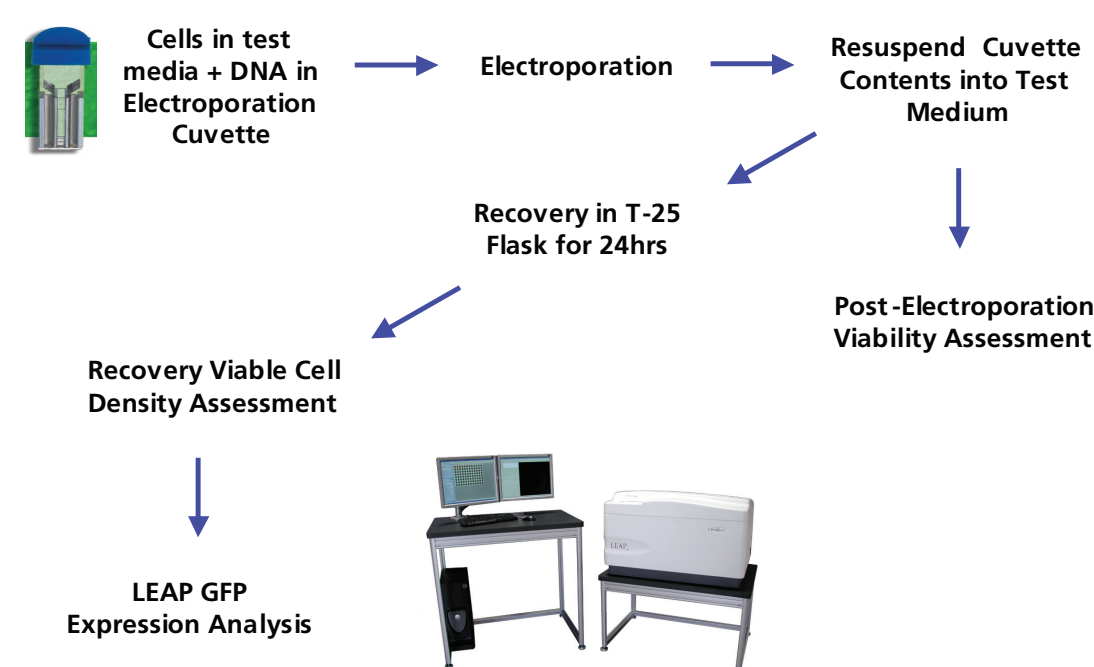 Cells in test
media + DNA in
Electroporation
Cuvette
Electroporation
Resuspend Cuvette
Contents into Test
Medium
Recovery in T-25
Flask for 24hrs
Post-Electroporation
Viability Assessment
Recovery Viable Cell
Density Assessment
LEAP GFP
Expression Analysis
LEAP